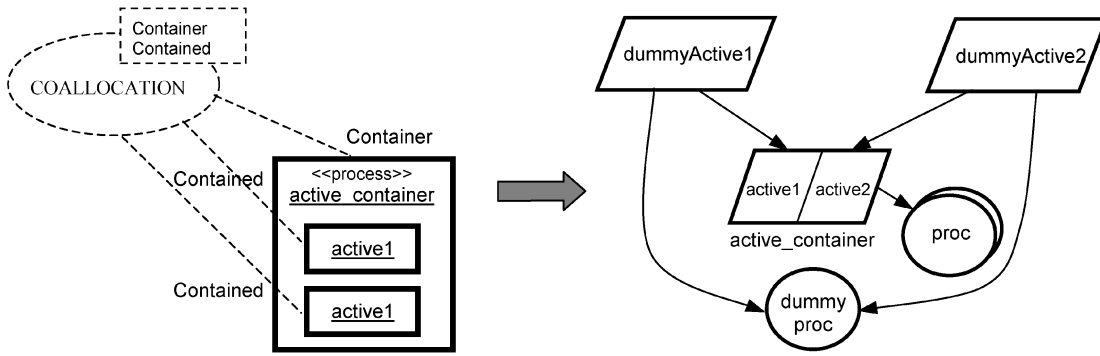 Container
Contained
COALLOCATION
Container
Contained
<<process>>
active_container
active1
Contained
active1
dummyActive1
dummyActive2
active1
active2
active_container
proc
dummy
proc